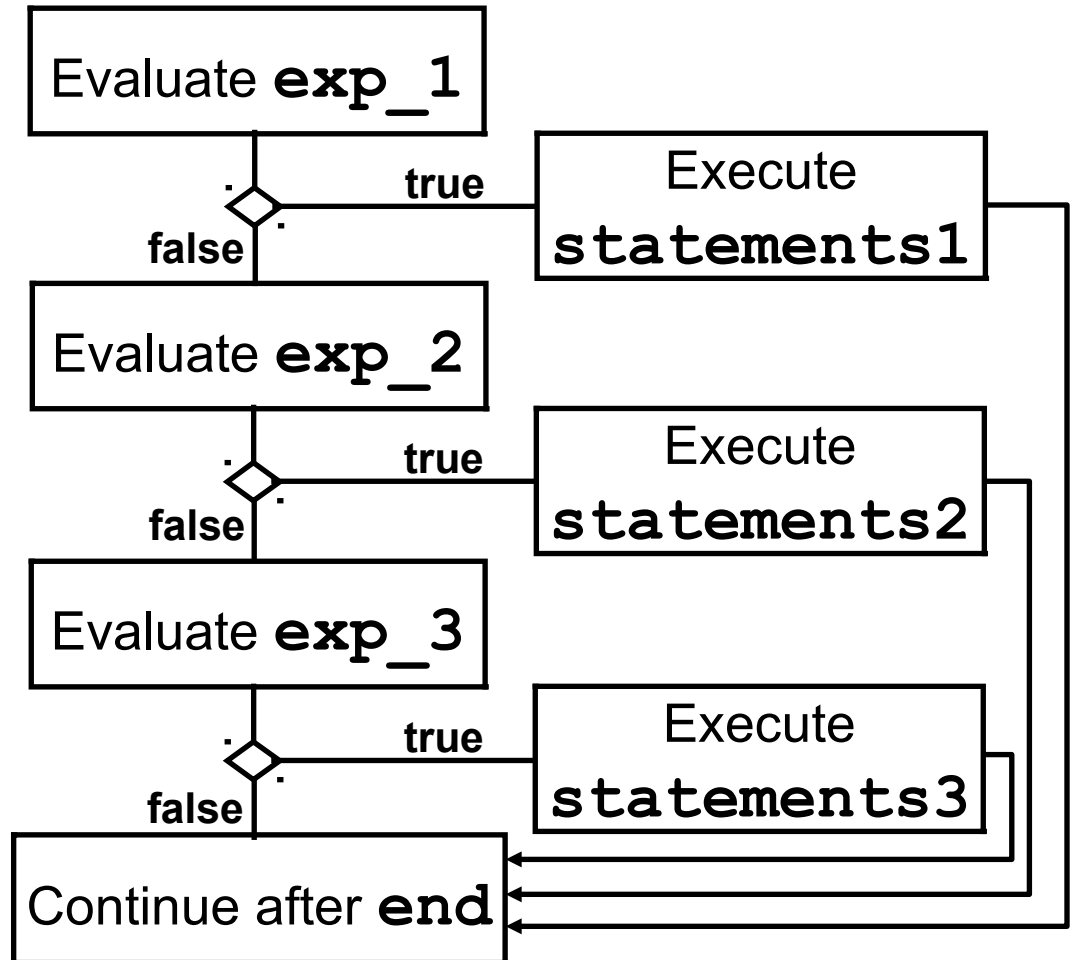 Evaluate exp_1
true
Execute
statements1
false
Evaluate exp_2
true
Execute
statements2
false
Evaluate exp_3
true
Execute
statements3
false
Continue after end